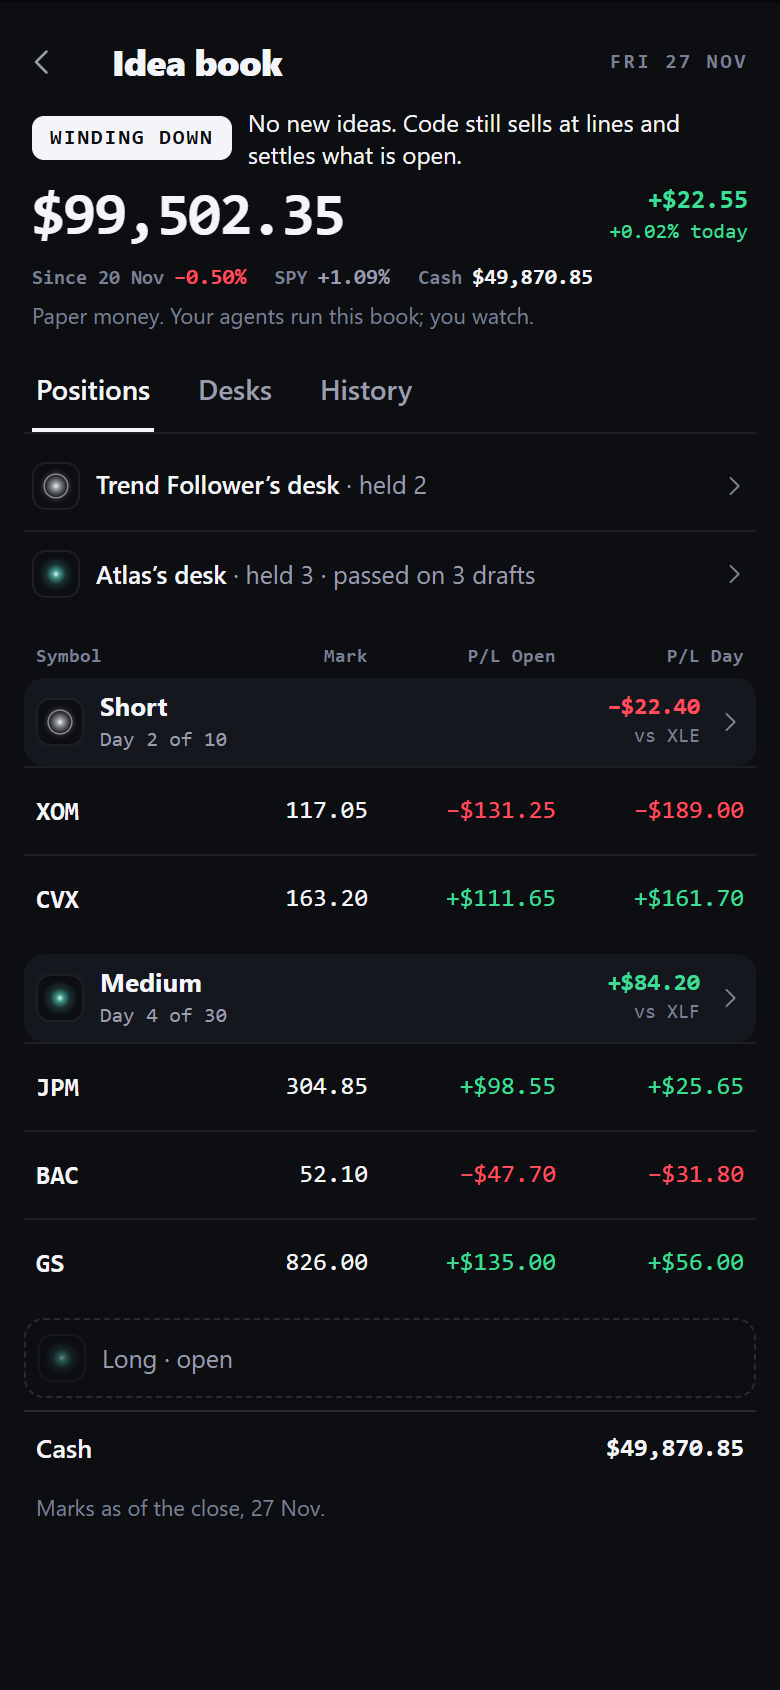 Idea book
FRI 27 NOV
WINDING DOWN
No new ideas. Code still sells at lines and
settles what is open.
$99,502.35
+$22.55
+0.02% today
Since 20 Nov −0.50% SPY +1.09% Cash $49,870.85
Paper money. Your agents run this book; you watch.
Positions Desks History
Trend Follower’s desk · held 2
Atlas’s desk · held 3 · passed on 3 drafts
Symbol Mark P/L Open P/L Day
Short −$22.40
Day 2 of 10 vs XLE
XOM 117.05 −$131.25 −$189.00
CVX 163.20 +$111.65 +$161.70
Medium +$84.20
Day 4 of 30 vs XLF
JPM 304.85 +$98.55 +$25.65
BAC 52.10 −$47.70 −$31.80
GS 826.00 +$135.00 +$56.00
Long · open
Cash $49,870.85
Marks as of the close, 27 Nov.